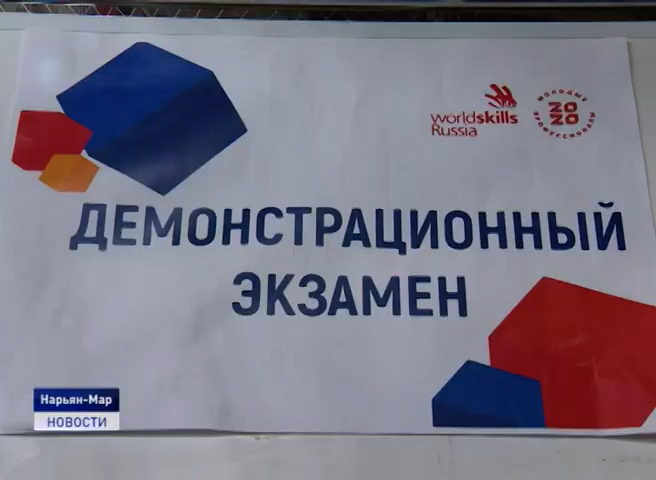 worldskills
Russia
МОЛОДЫЕ
2020
ПРОФЕССИОНАЛЫ
ДЕМОНСТРАЦИОННЫЙ
ЭКЗАМЕН
Нарьян-Мар
НОВОСТИ